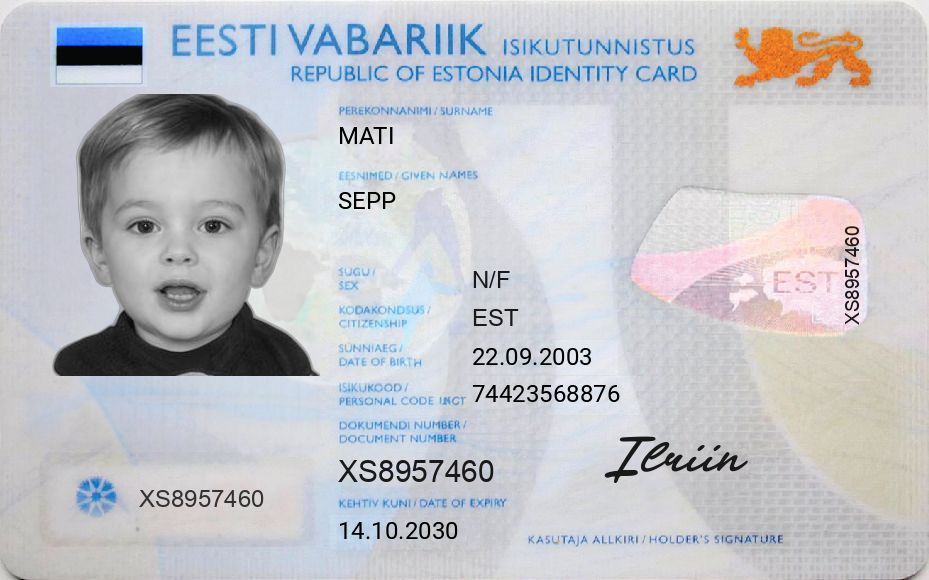 EESTI VABARIIK ISIKUTUNNISTUS
REPUBLIC OF ESTONIA IDENTITY CARD
PEREKONNANIMI / SURNAME
MATI
EESNIMED / GIVEN NAMES
SEPP
SUGU /
SEX
N/F
KODAKONDSUS /
CITIZENSHIP
EST
SÜNNIAEG /
DATE OF BIRTH
22.09.2003
ISIKUKOOD /
PERSONAL CODE
74423568876
DOKUMENDI NUMBER /
DOCUMENT NUMBER
XS8957460
KEHTIV KUNI / DATE OF EXPIRY
14.10.2030
XS8957460
EST
XS8957460
KASUTAJA ALLKIRI / HOLDER'S SIGNATURE